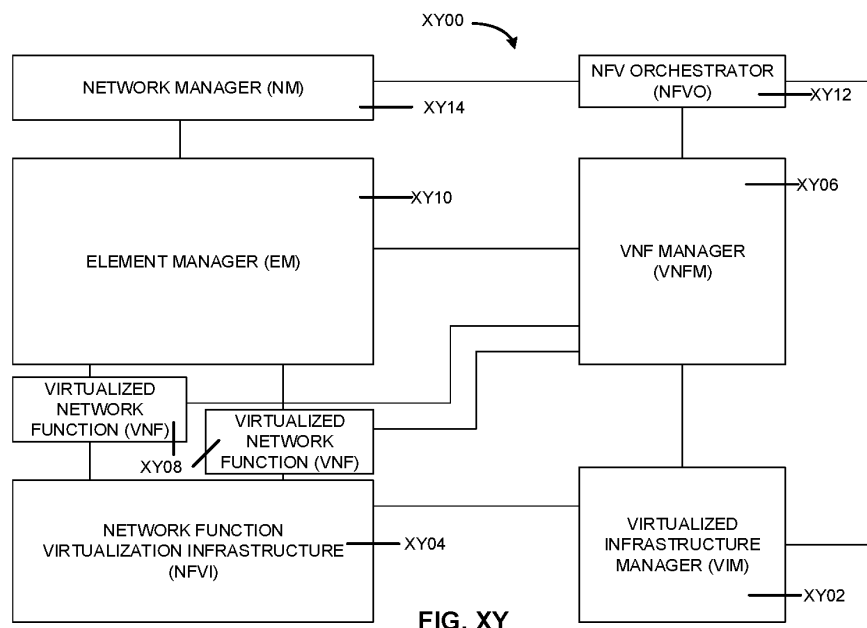 XY00
NETWORK MANAGER (NM)
XY14
NFV ORCHESTRATOR
(NFVO)
XY12
XY10
ELEMENT MANAGER (EM)
XY06
VNF MANAGER
(VNFM)
VIRTUALIZED
NETWORK
FUNCTION (VNF)
VIRTUALIZED
NETWORK
FUNCTION (VNF)
XY08
NETWORK FUNCTION
VIRTUALIZATION INFRASTRUCTURE
(NFVI)
XY04
VIRTUALIZED
INFRASTRUCTURE
MANAGER (VIM)
XY02
FIG. XY